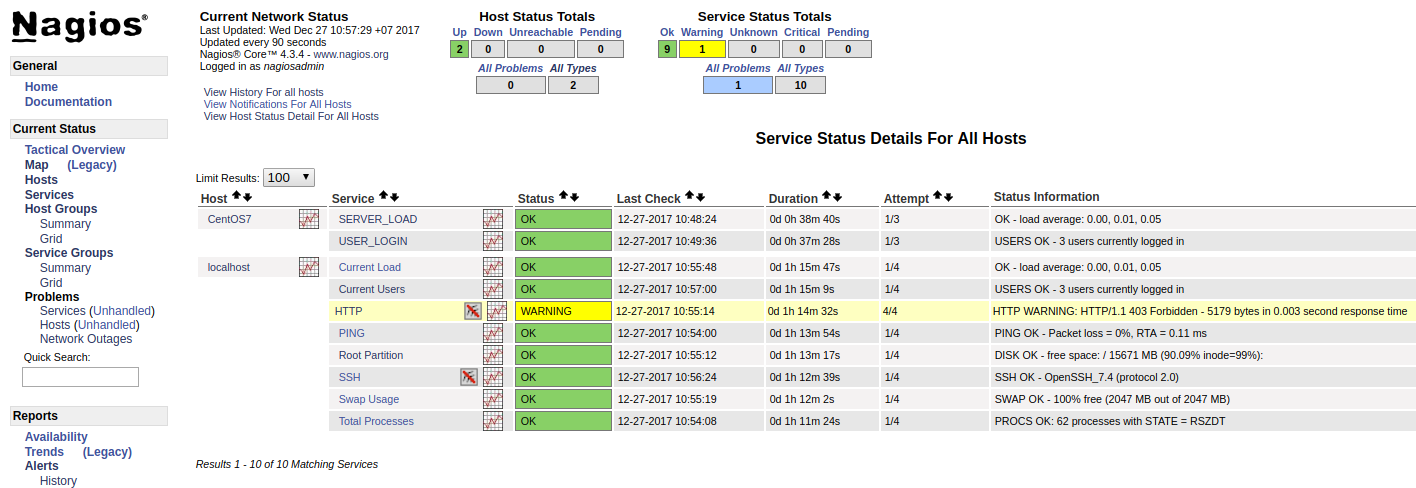 Nagios®
General
Home
Documentation
Current Status
Tactical Overview
Map (Legacy)
Hosts
Services
Host Groups
Summary
Grid
Service Groups
Summary
Grid
Problems
Services (Unhandled)
Hosts (Unhandled)
Network Outages
Quick Search:
Reports
Availability
Trends (Legacy)
Alerts
History
Current Network Status
Last Updated: Wed Dec 27 10:57:29 +07 2017
Updated every 90 seconds
Nagios® Core™ 4.3.4 - www.nagios.org
Logged in as nagiosadmin
View History For all hosts
View Notifications For All Hosts
View Host Status Detail For All Hosts
Host Status Totals
Up Down Unreachable Pending
2 0 0 0
All Problems All Types
0 2
Service Status Totals
Ok Warning Unknown Critical Pending
9 1 0 0 0
All Problems All Types
1 10
Service Status Details For All Hosts
Limit Results: 100
Host Service Status Last Check Duration Attempt Status Information
CentOS7 SERVER_LOAD OK 12-27-2017 10:48:24 0d 0h 38m 40s 1/3 OK - load average: 0.00, 0.01, 0.05
USER_LOGIN OK 12-27-2017 10:49:36 0d 0h 37m 28s 1/3 USERS OK - 3 users currently logged in
localhost Current Load OK 12-27-2017 10:55:48 0d 1h 15m 47s 1/4 OK - load average: 0.00, 0.01, 0.05
Current Users OK 12-27-2017 10:57:00 0d 1h 15m 9s 1/4 USERS OK - 3 users currently logged in
HTTP WARNING 12-27-2017 10:55:14 0d 1h 14m 32s 4/4 HTTP WARNING: HTTP/1.1 403 Forbidden - 5179 bytes in 0.003 second response time
PING OK 12-27-2017 10:54:00 0d 1h 13m 54s 1/4 PING OK - Packet loss = 0%, RTA = 0.11 ms
Root Partition OK 12-27-2017 10:55:12 0d 1h 13m 17s 1/4 DISK OK - free space: / 15671 MB (90.09% inode=99%):
SSH OK 12-27-2017 10:56:24 0d 1h 12m 39s 1/4 SSH OK - OpenSSH_7.4 (protocol 2.0)
Swap Usage OK 12-27-2017 10:55:19 0d 1h 12m 2s 1/4 SWAP OK - 100% free (2047 MB out of 2047 MB)
Total Processes OK 12-27-2017 10:54:08 0d 1h 11m 24s 1/4 PROCS OK: 62 processes with STATE = RSZDT
Results 1 - 10 of 10 Matching Services